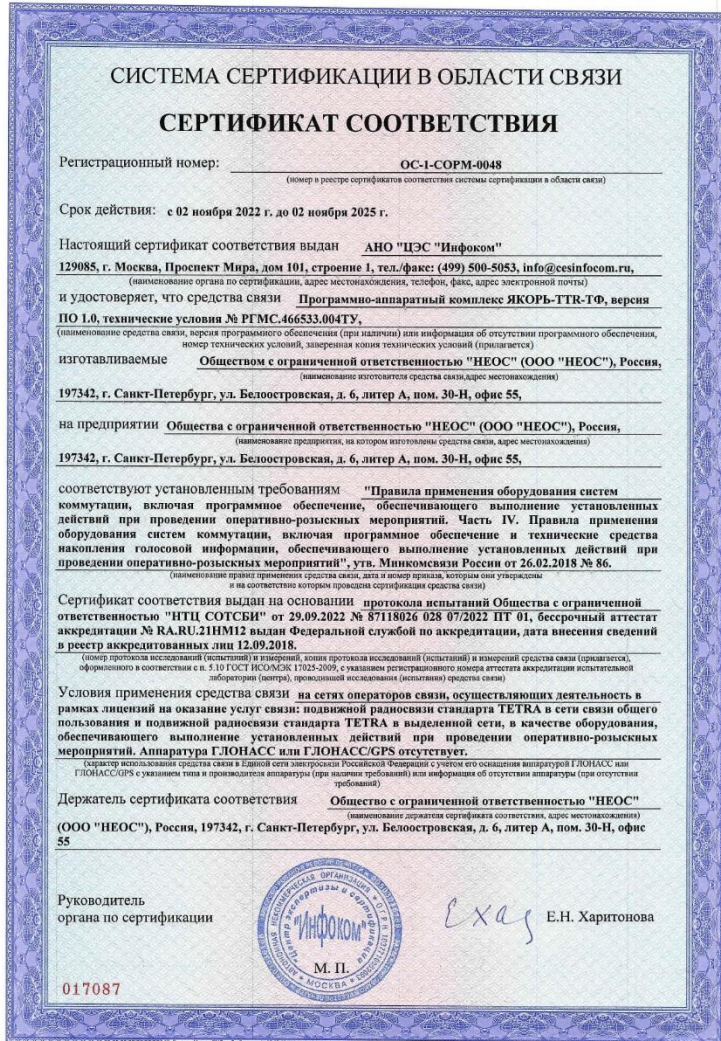 СИСТЕМА СЕРТИФИКАЦИИ В ОБЛАСТИ СВЯЗИ
СЕРТИФИКАТ СООТВЕТСТВИЯ
Регистрационный номер: ОС-1-СОРМ-0048
(номер в реестре сертификатов соответствия системы сертификации в области связи)
Срок действия: с 02 ноября 2022 г. до 02 ноября 2025 г.
Настоящий сертификат соответствия выдан АНО "ЦЭС "Инфоком"
129085, г. Москва, Проспект Мира, дом 101, строение 1, тел./факс: (499) 500-5053, info@cesinfocom.ru,
(наименование органа по сертификации, адрес местонахождения, телефон, факс, адрес электронной почты)
и удостоверяет, что средства связи Программно-аппаратный комплекс ЯКОРЬ-TTR-ТФ, версия
ПО 1.0, технические условия № РГМС.466533.004ТУ,
(наименование средства связи, версия программного обеспечения (при наличии) или информация об отсутствии программного обеспечения,
номер технических условий, заверенная копия технических условий (прилагается)
изготавливаемые Обществом с ограниченной ответственностью "НЕОС" (ООО "НЕОС"), Россия,
(наименование изготовителя средства связи,адрес местонахождения)
197342, г. Санкт-Петербург, ул. Белоостровская, д. 6, литер А, пом. 30-Н, офис 55,
на предприятии Общества с ограниченной ответственностью "НЕОС" (ООО "НЕОС"), Россия,
(наименование предприятия, на котором изготовлены средства связи, адрес местонахождения)
197342, г. Санкт-Петербург, ул. Белоостровская, д. 6, литер А, пом. 30-Н, офис 55,
соответствуют установленным требованиям "Правила применения оборудования систем
коммутации, включая программное обеспечение, обеспечивающего выполнение установленных
действий при проведении оперативно-розыскных мероприятий. Часть IV. Правила применения
оборудования систем коммутации, включая программное обеспечение и технические средства
накопления голосовой информации, обеспечивающего выполнение установленных действий при
проведении оперативно-розыскных мероприятий", утв. Минкомсвязи России от 26.02.2018 № 86.
(наименование правил применения средства связи, дата и номер приказа, которым они утверждены
и на соответствие которым проведена сертификация средства связи)
Сертификат соответствия выдан на основании протокола испытаний Общества с ограниченной
ответственностью "НТЦ СОТСБИ" от 29.09.2022 № 87118026 028 07/2022 ПТ 01, бессрочный аттестат
аккредитации № RA.RU.21НМ12 выдан Федеральной службой по аккредитации, дата внесения сведений
в реестр аккредитованных лиц 12.09.2018.
(номер протокола исследований (испытаний) и измерений, копия протокола исследований (испытаний) и измерений средства связи (прилагается),
оформленного в соответствии с п. 5.10 ГОСТ ИСО/МЭК 17025-2009, с указанием регистрационного номера аттестата аккредитации испытательной
лаборатории (центра), проводившей исследования (испытания) средства связи)
Условия применения средства связи на сетях операторов связи, осуществляющих деятельность в
рамках лицензий на оказание услуг связи: подвижной радиосвязи стандарта TETRA в сети связи общего
пользования и подвижной радиосвязи стандарта TETRA в выделенной сети, в качестве оборудования,
обеспечивающего выполнение установленных действий при проведении оперативно-розыскных
мероприятий. Аппаратура ГЛОНАСС или ГЛОНАСС/GPS отсутствует.
(характер использования средства связи в Единой сети электросвязи Российской Федерации с учетом его оснащения аппаратурой ГЛОНАСС или
ГЛОНАСС/GPS с указанием типа и производителя аппаратуры (при наличии требований) или информация об отсутствии аппаратуры (при отсутствии
требований)
Держатель сертификата соответствия Общество с ограниченной ответственностью "НЕОС"
(наименование держателя сертификата соответствия, адрес местонахождения)
(ООО "НЕОС"), Россия, 197342, г. Санкт-Петербург, ул. Белоостровская, д. 6, литер А, пом. 30-Н, офис
55
Руководитель
органа по сертификации
АВТОНОМНАЯ НЕКОММЕРЧЕСКАЯ ОРГАНИЗАЦИЯ
Центр экспертизы и сертификации
"Инфоком"
МОСКВА
М. П.
Е.Н. Харитонова
017087